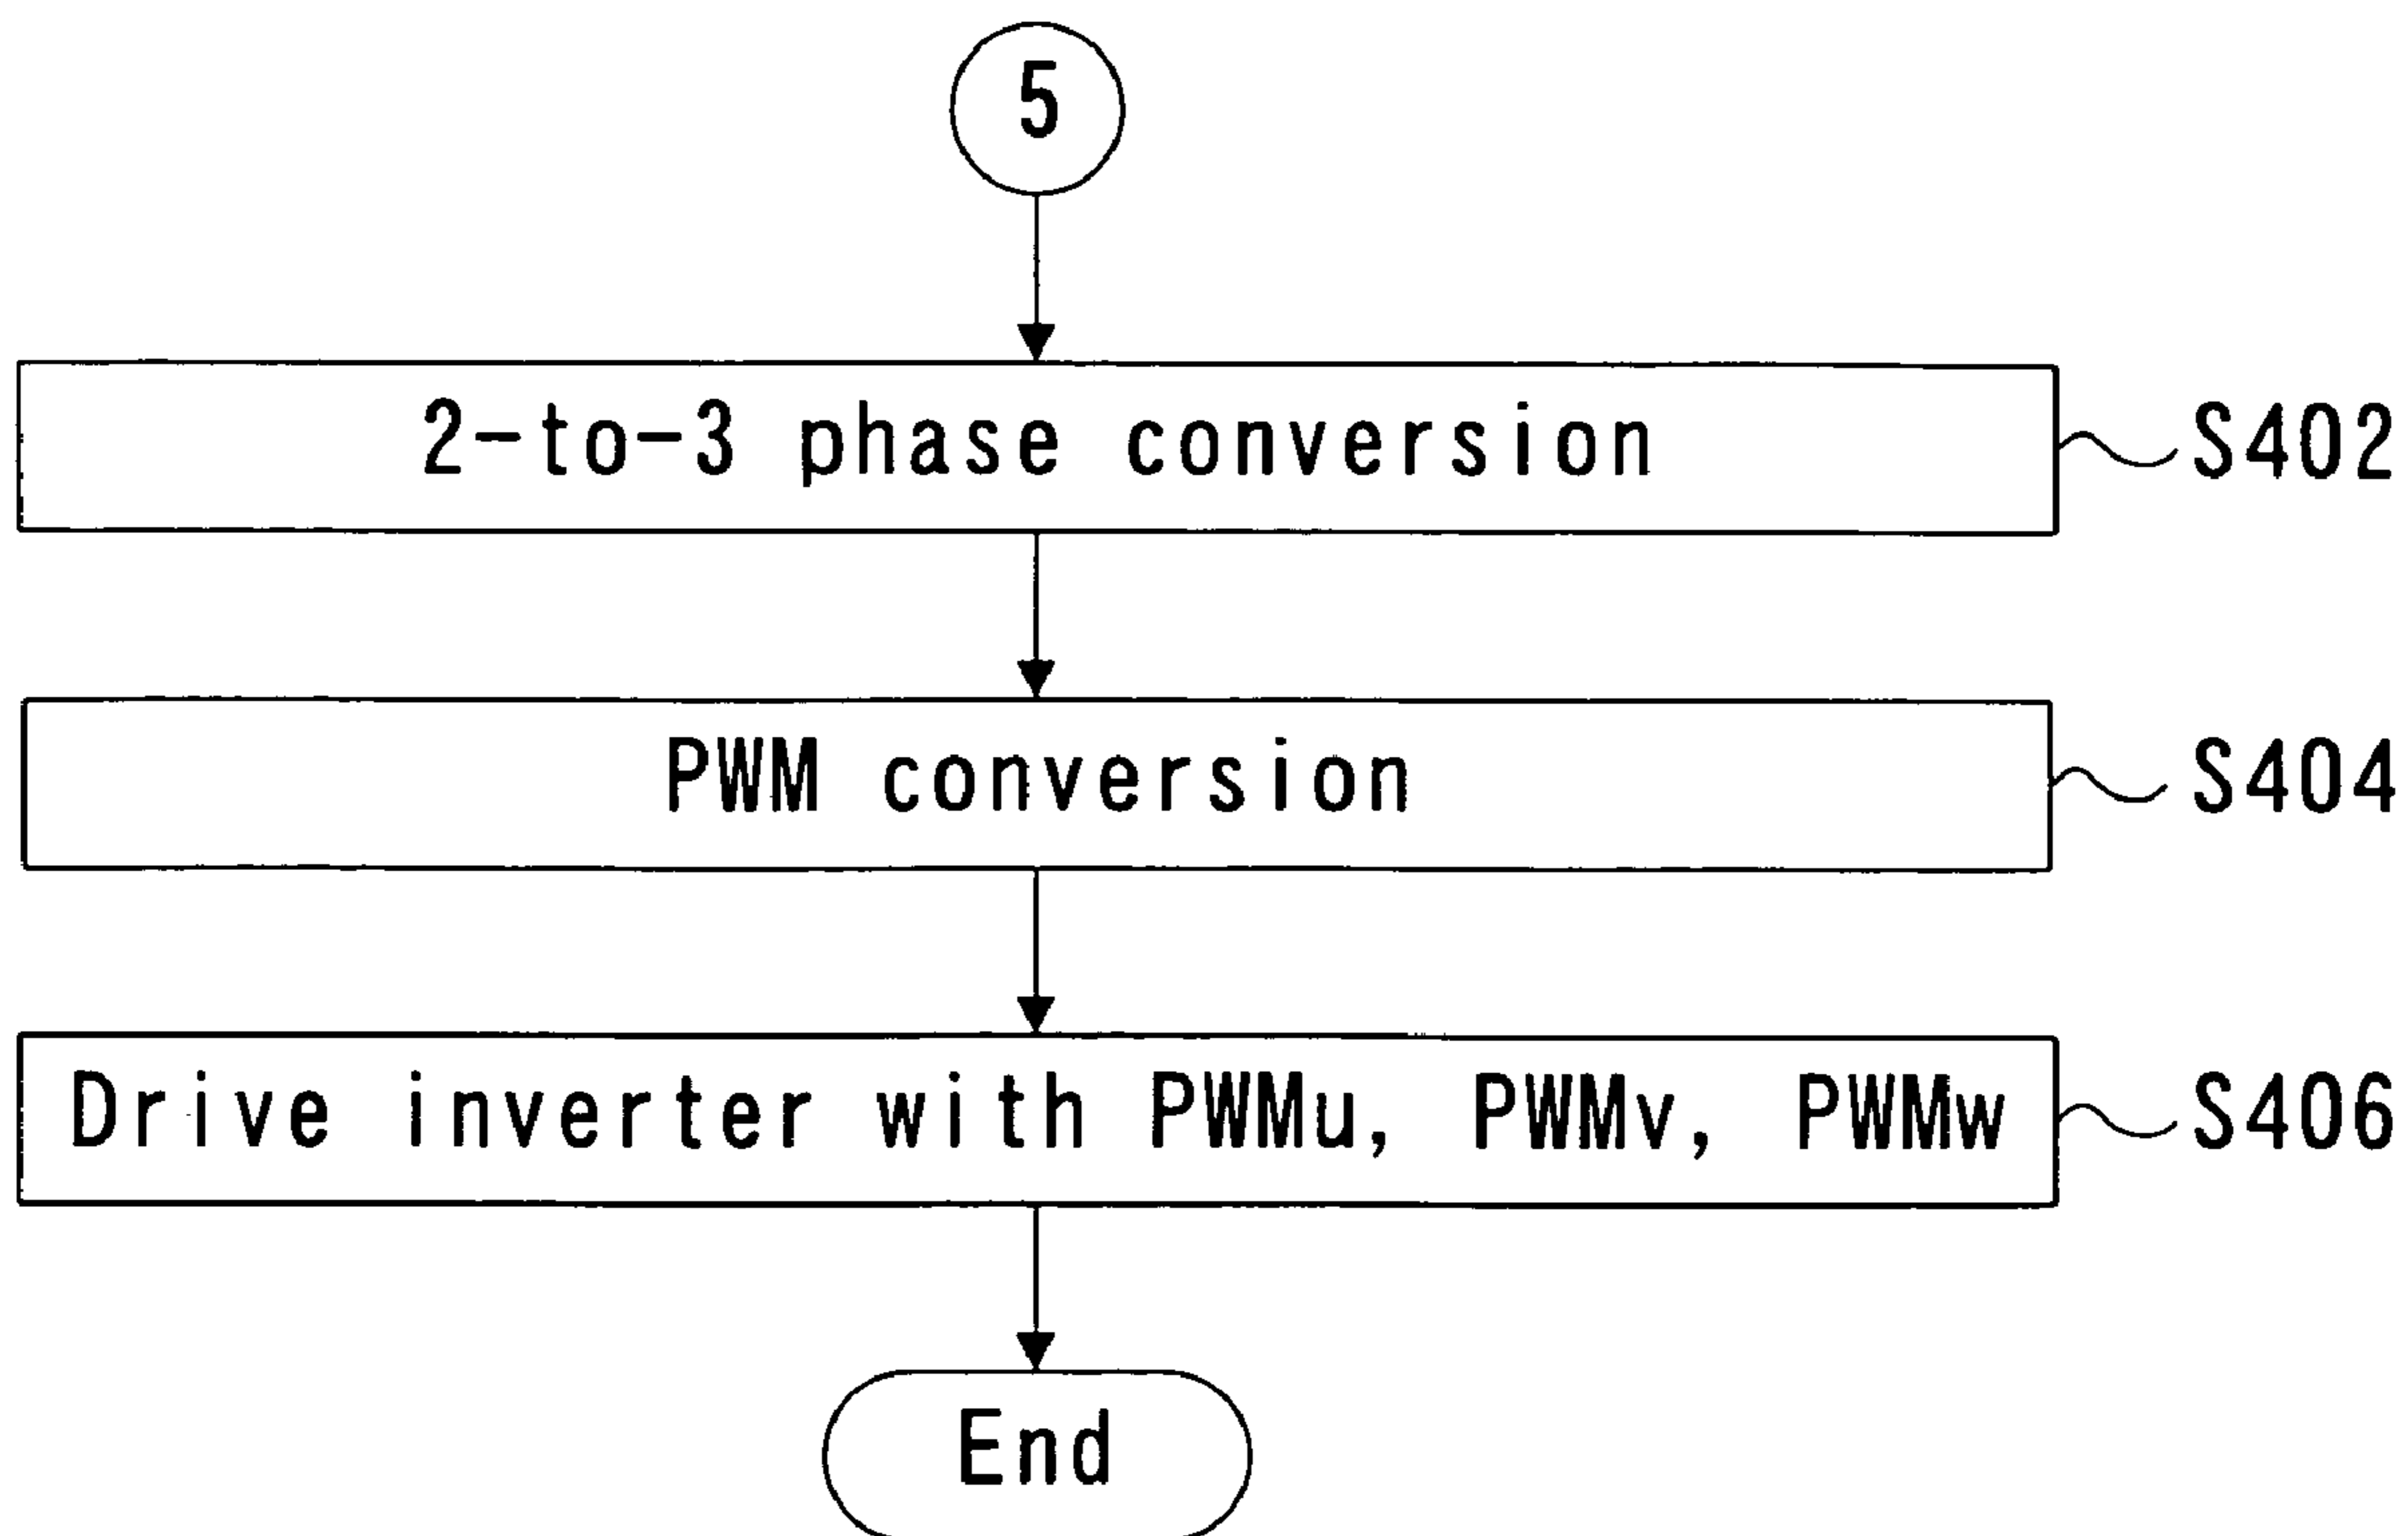 5
2-to-3 phase conversion
S402
PWM conversion
S404
Drive inverter with PWMu, PWMv, PWMw
S406
End